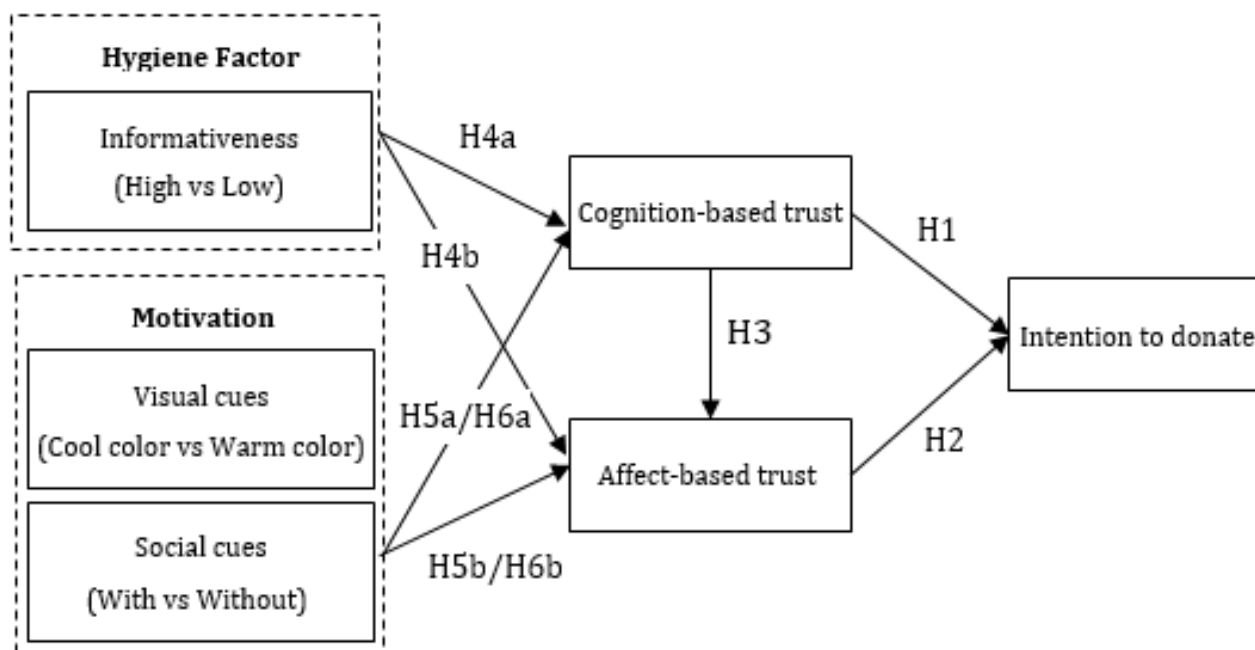 Hygiene Factor
Informativeness
(High vs Low)
Motivation
Visual cues
(Cool color vs Warm color)
Social cues
(With vs Without)
H4a
H4b
H5a/H6a
H5b/H6b
Cognition-based trust
H3
Affect-based trust
H1
H2
Intention to donate